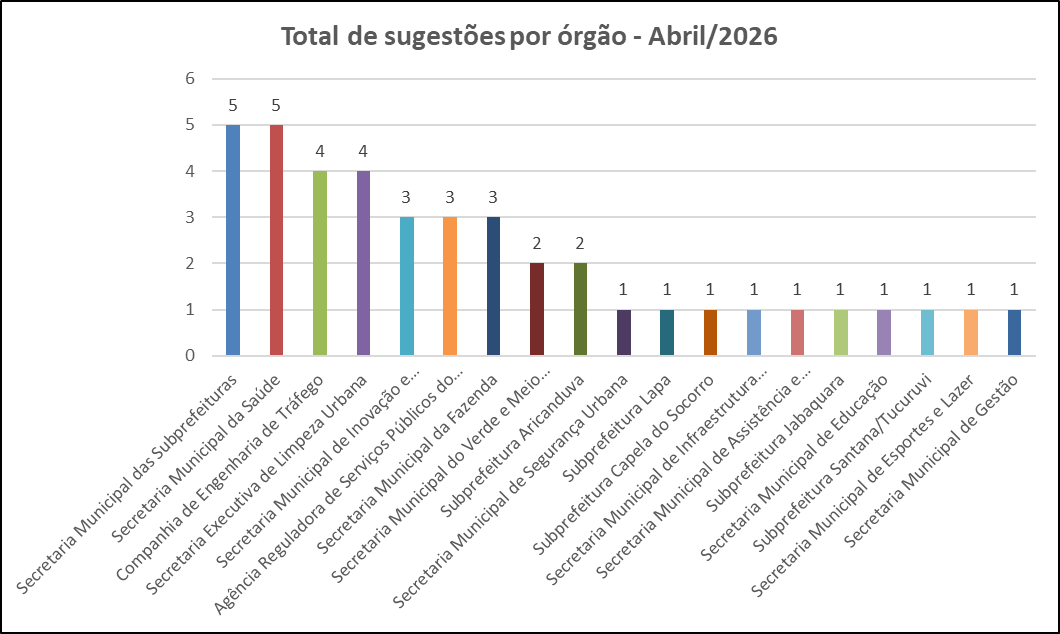 Total de sugestões por órgão - Abril/2026
6
5
4
3
2
1
0
5
5
4
4
3
3
3
2
2
1
1
1
1
1
1
1
1
1
1
Secretaria Municipal das Subprefeituras
Secretaria Municipal da Saúde
Companhia de Engenharia de Tráfego
Secretaria Executiva de Limpeza Urbana
Secretaria Municipal de Inovação e...
Agência Reguladora de Serviços Públicos do...
Secretaria Municipal da Fazenda
Secretaria Municipal do Verde e Meio...
Subprefeitura Aricanduva
Secretaria Municipal de Segurança Urbana
Subprefeitura Lapa
Subprefeitura Capela do Socorro
Secretaria Municipal de Infraestrutura...
Secretaria Municipal de Assistência e...
Subprefeitura Jabaquara
Secretaria Municipal de Educação
Subprefeitura Santana/Tucuruvi
Secretaria Municipal de Esportes e Lazer
Secretaria Municipal de Gestão